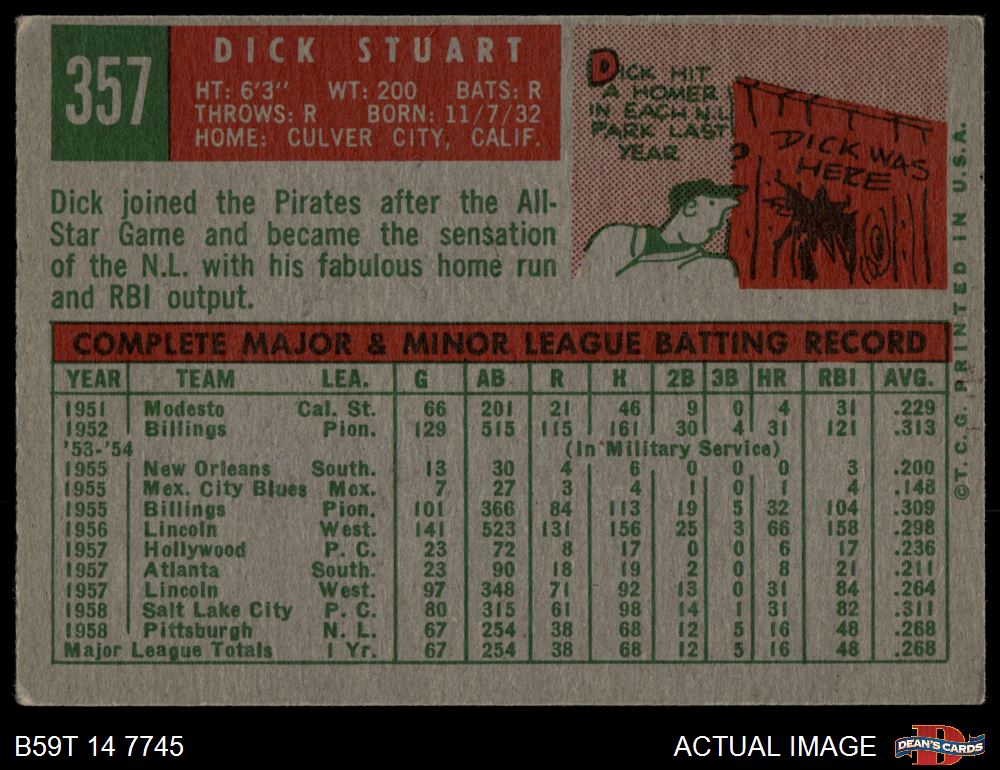 357
DICK STUART
HT: 6'3" WT: 200 BATS: R
THROWS: R BORN: 11/7/32
HOME: CULVER CITY, CALIF.
DICK HIT
A HOMER
IN EACH N.L.
PARK LAST
YEAR
DICK WAS
HERE
Dick joined the Pirates after the All-
Star Game and became the sensation
of the N.L. with his fabulous home run
and RBI output.
COMPLETE MAJOR & MINOR LEAGUE BATTING RECORD
YEAR TEAM LEA. G AB R H 2B 3B HR RBI AVG.
1951 Modesto Cal. St. 66 201 21 46 9 0 4 31 .229
1952 Billings Pion. 129 515 115 161 30 4 31 121 .313
'53-'54 (In Military Service)
1955 New Orleans South. 13 30 4 6 0 0 0 3 .200
1955 Mex. City Blues Mex. 7 27 3 4 1 0 1 4 .148
1955 Billings Pion. 101 366 84 113 19 5 32 104 .309
1956 Lincoln West. 141 523 131 156 25 3 66 158 .298
1957 Hollywood P. C. 23 72 8 17 0 0 6 17 .236
1957 Atlanta South. 23 90 18 19 2 0 8 21 .211
1957 Lincoln West. 97 348 71 92 13 0 31 84 .264
1958 Salt Lake City P. C. 80 315 61 98 14 1 31 82 .311
1958 Pittsburgh N. L. 67 254 38 68 12 5 16 48 .268
Major League Totals 1 Yr. 67 254 38 68 12 5 16 48 .268
©T. C. G. PRINTED IN U.S.A.
B59T 14 7745
ACTUAL IMAGE
DEAN'S CARDS